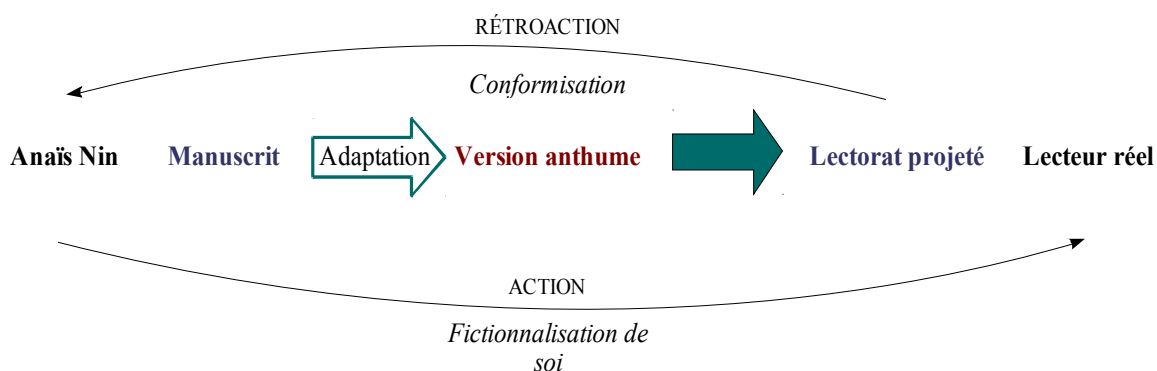 RÉTROACTION
Conformisation
Anaïs Nin Manuscrit Adaptation Version anthume Lectorat projeté Lecteur réel
ACTION
Fictionnalisation de
soi